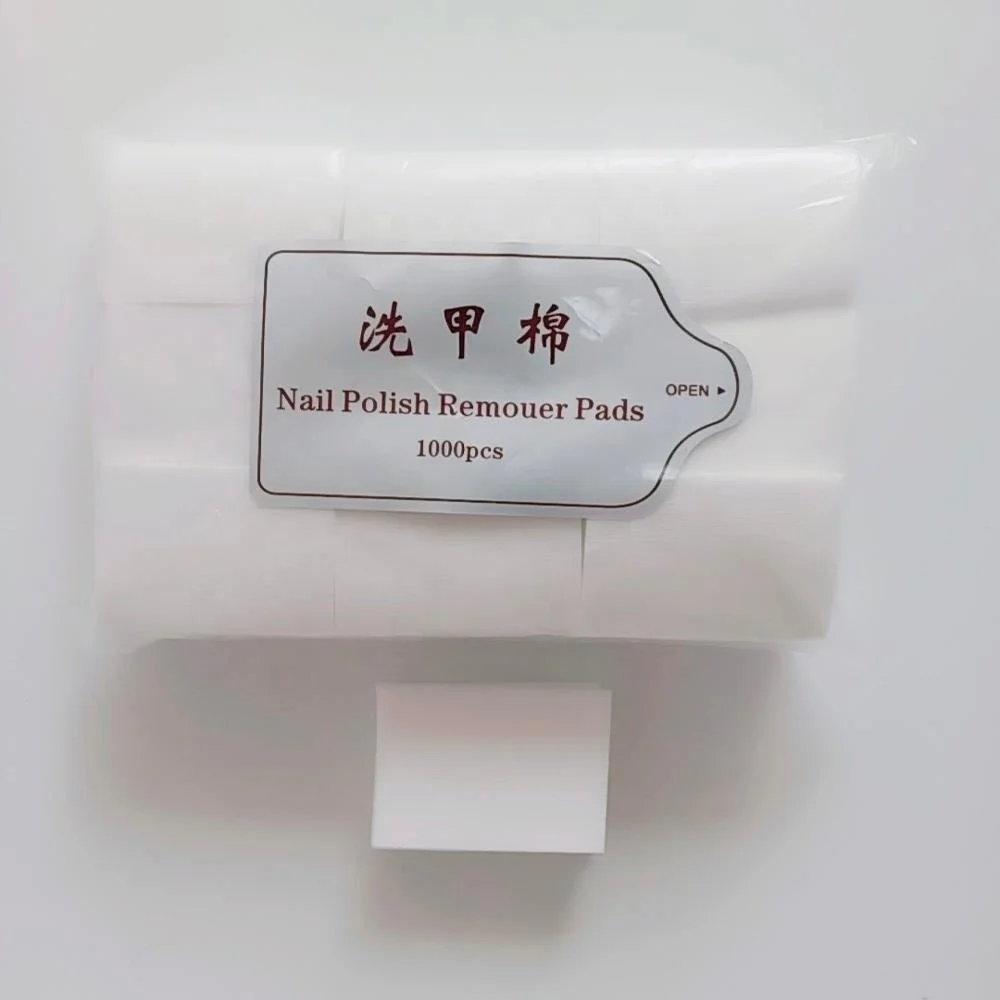 洗甲棉
Nail Polish Remouer Pads
1000pcs
OPEN ▸